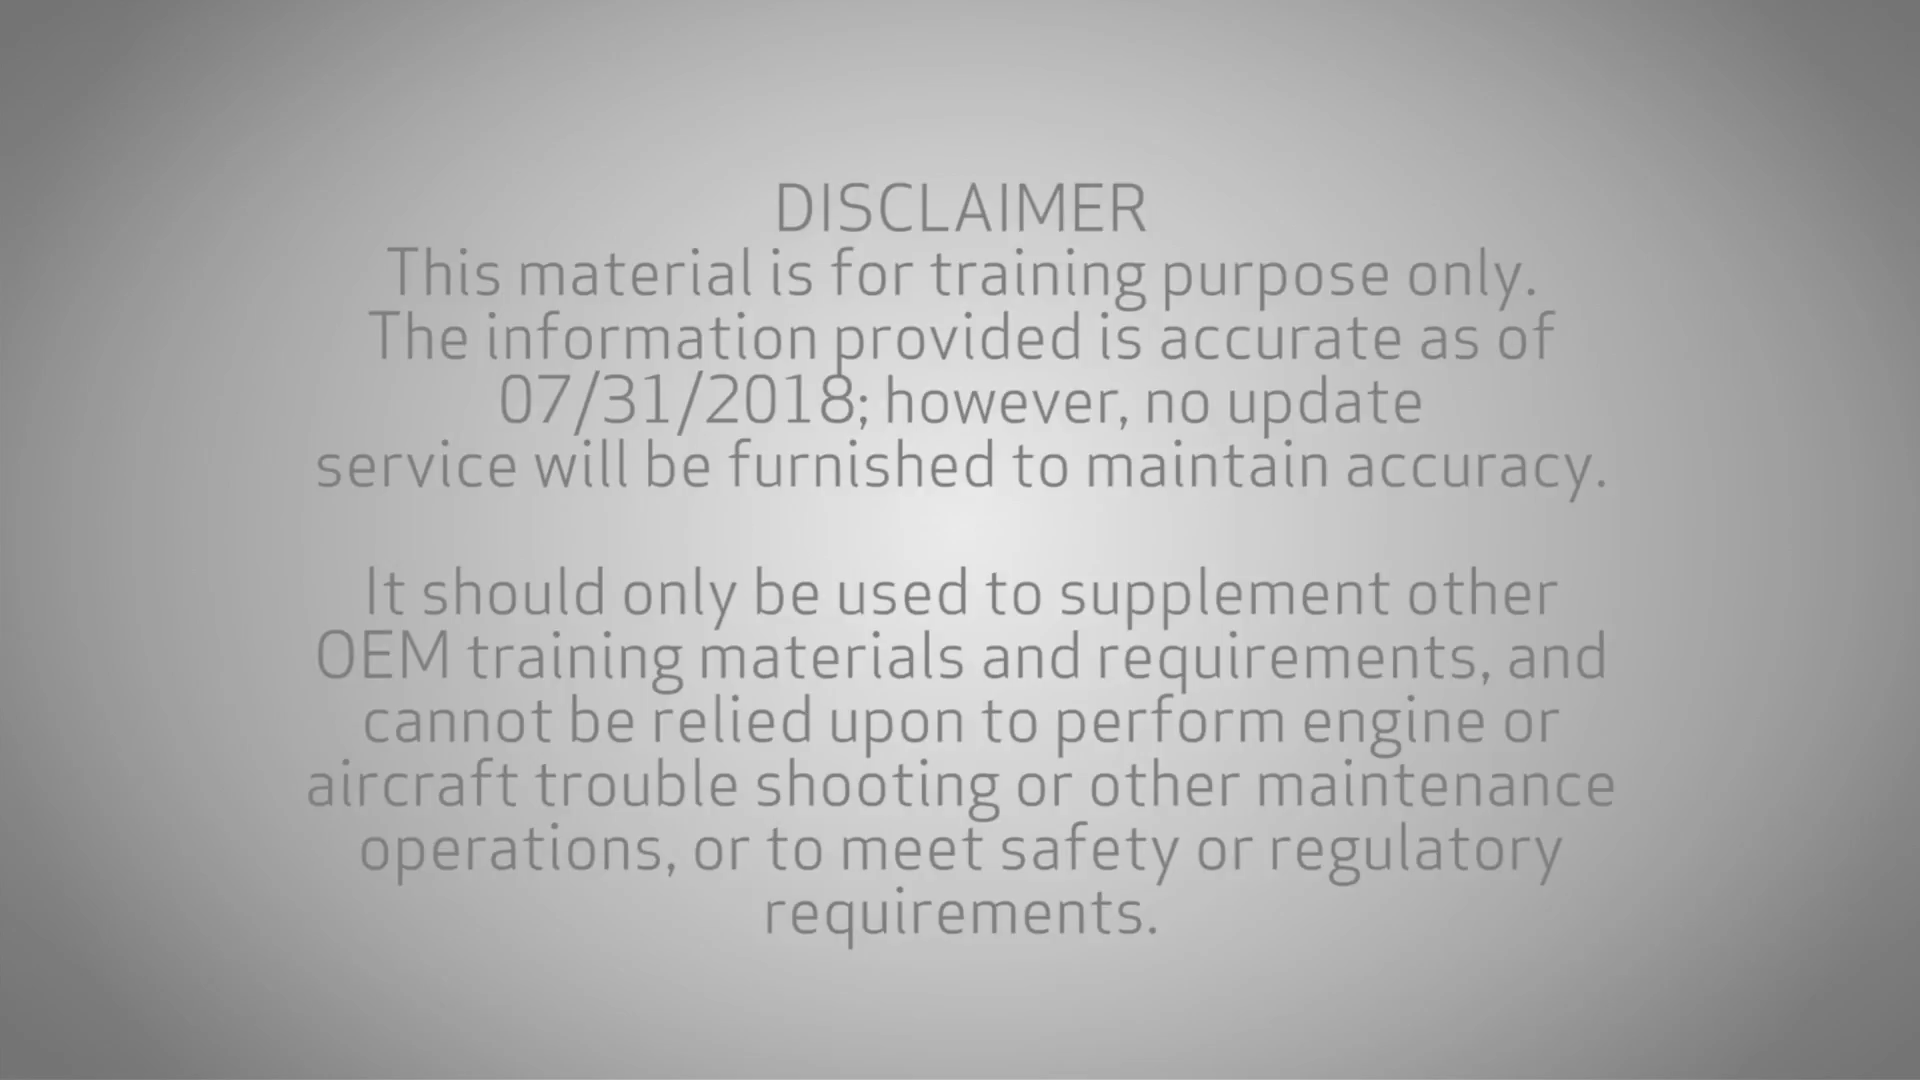 DISCLAIMER
This material is for training purpose only.
The information provided is accurate as of
07/31/2018; however, no update
service will be furnished to maintain accuracy.
It should only be used to supplement other
OEM training materials and requirements, and
cannot be relied upon to perform engine or
aircraft trouble shooting or other maintenance
operations, or to meet safety or regulatory
requirements.